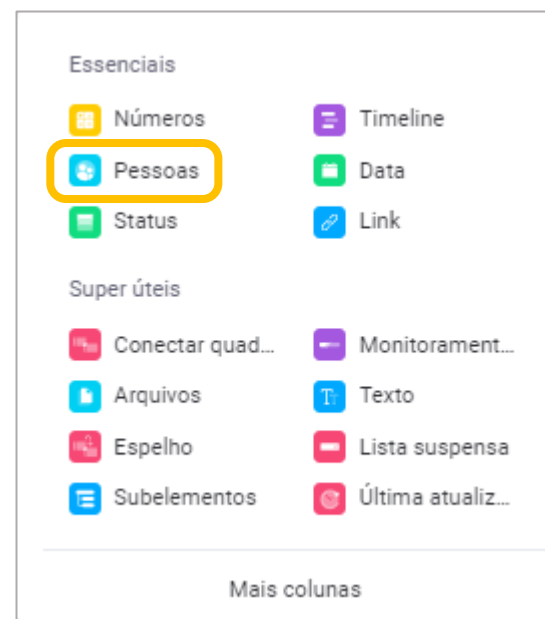 Essenciais
Números Timeline
Pessoas Data
Status Link
Super úteis
Conectar quad... Monitorament...
Arquivos Texto
Espelho Lista suspensa
Subelementos Última atualiz...
Mais colunas